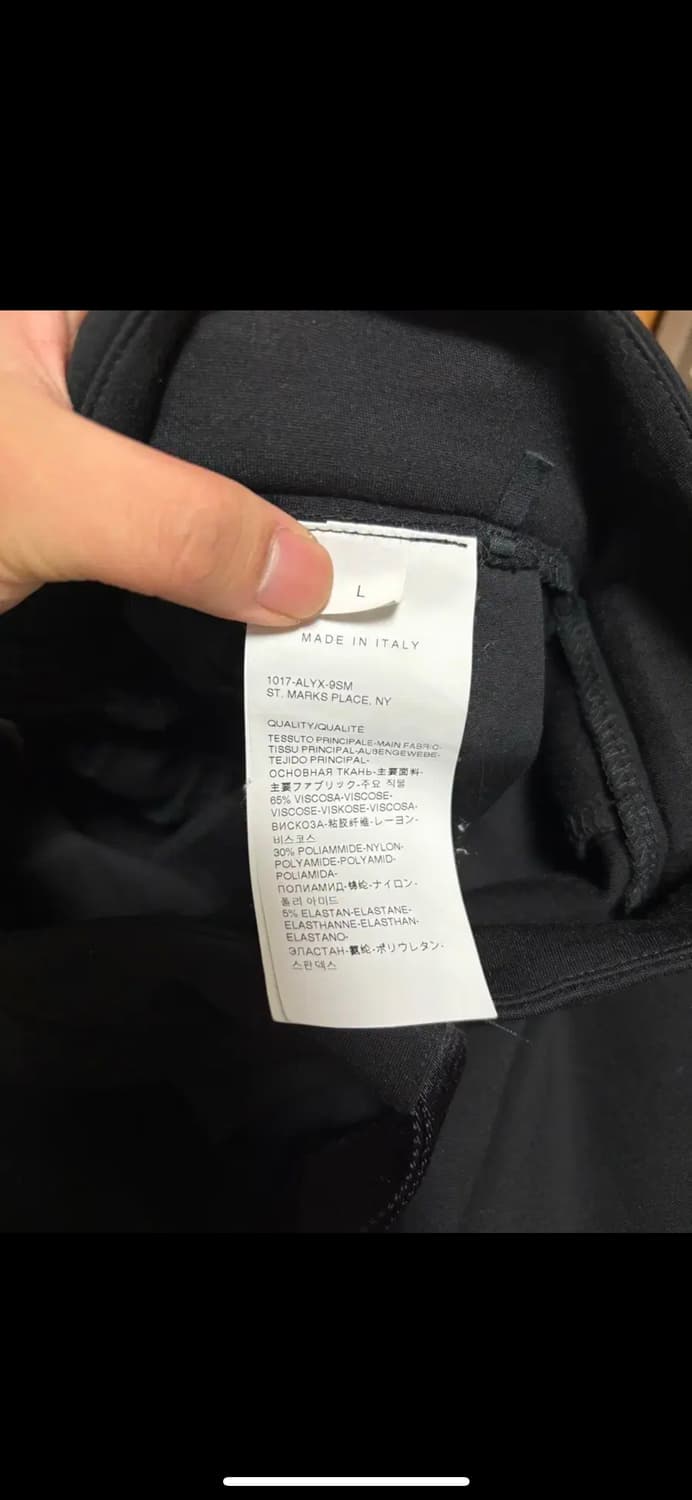 L
MADE IN ITALY
1017-ALYX-9SM
ST. MARKS PLACE, NY
QUALITY/QUALITÉ
TESSUTO PRINCIPALE-MAIN FABRIC-
TISSU PRINCIPAL-AUßENGEWEBE-
TEJIDO PRINCIPAL-
ОСНОВНАЯ ТКАНЬ-主要面料-
主要ファブリック-주요 직물
65% VISCOSA-VISCOSE-
VISCOSE-VISKOSE-VISCOSA-
ВИСКОЗА-粘胶纤维-レーヨン-
비스코스
30% POLIAMMIDE-NYLON-
POLYAMIDE-POLYAMID-
POLIAMIDA-
ПОЛИАМИД-锦纶-ナイロン-
폴리 아미드
5% ELASTAN-ELASTANE-
ELASTHANNE-ELASTHAN-
ELASTANO-
ЭЛАСТАН-氨纶-ポリウレタン-
스판덱스